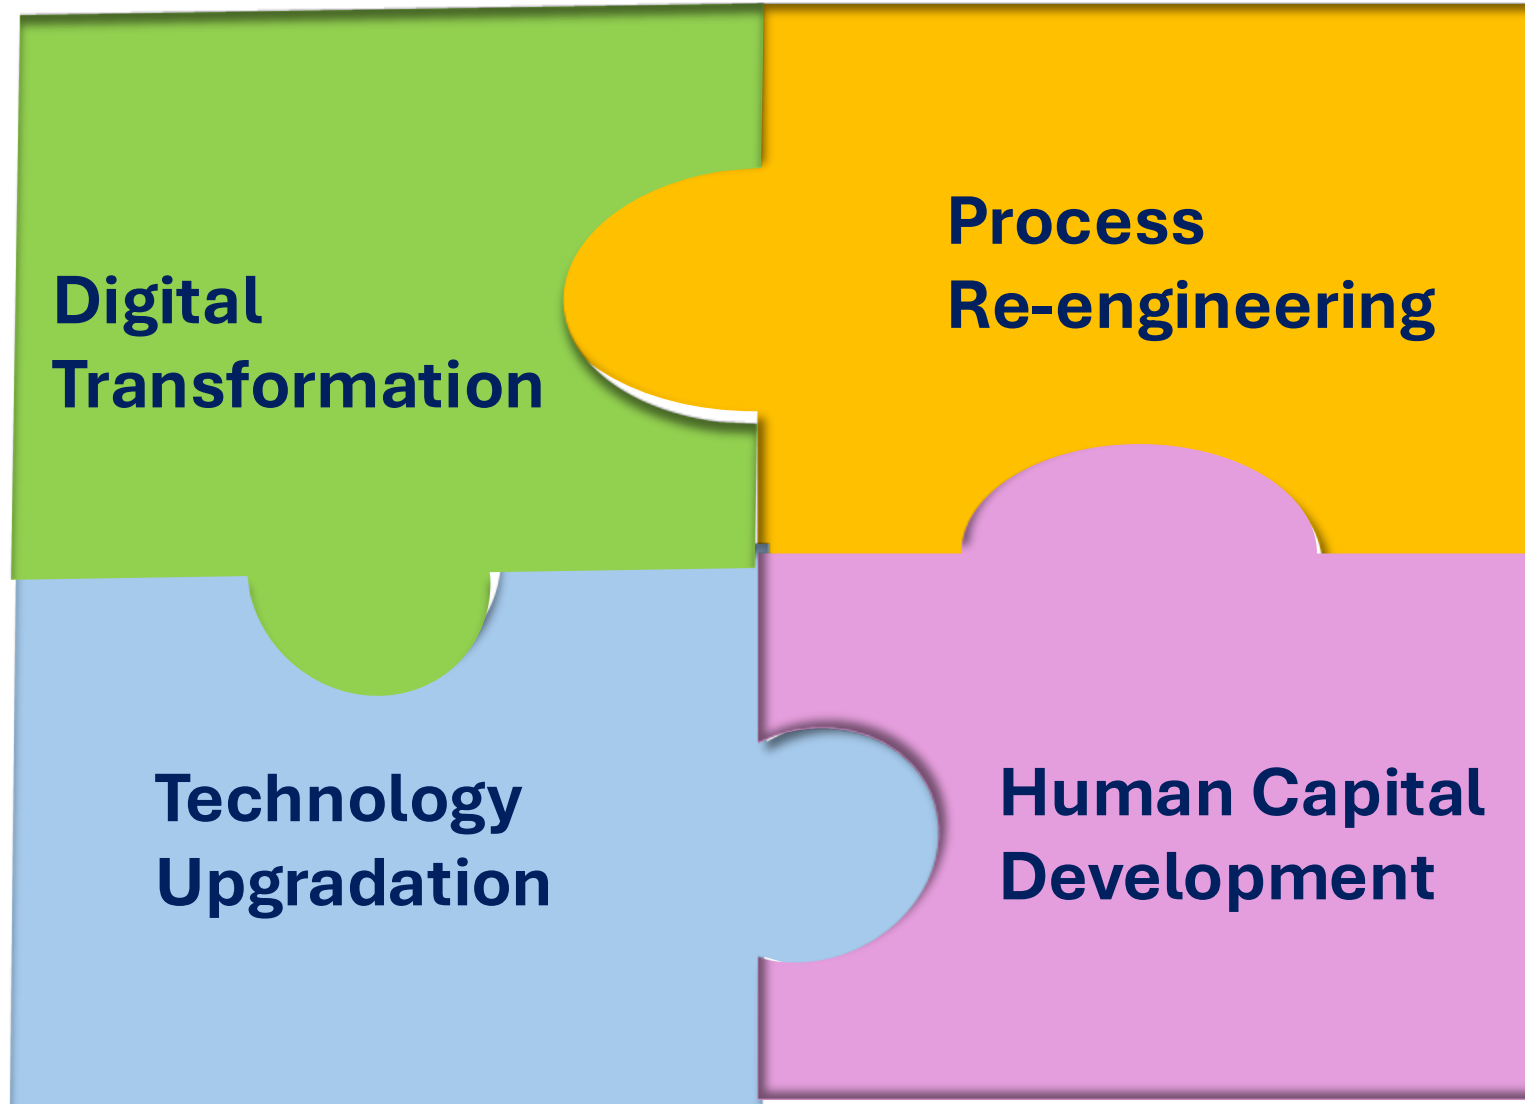 Digital
Transformation
Process
Re-engineering
Technology
Upgradation
Human Capital
Development